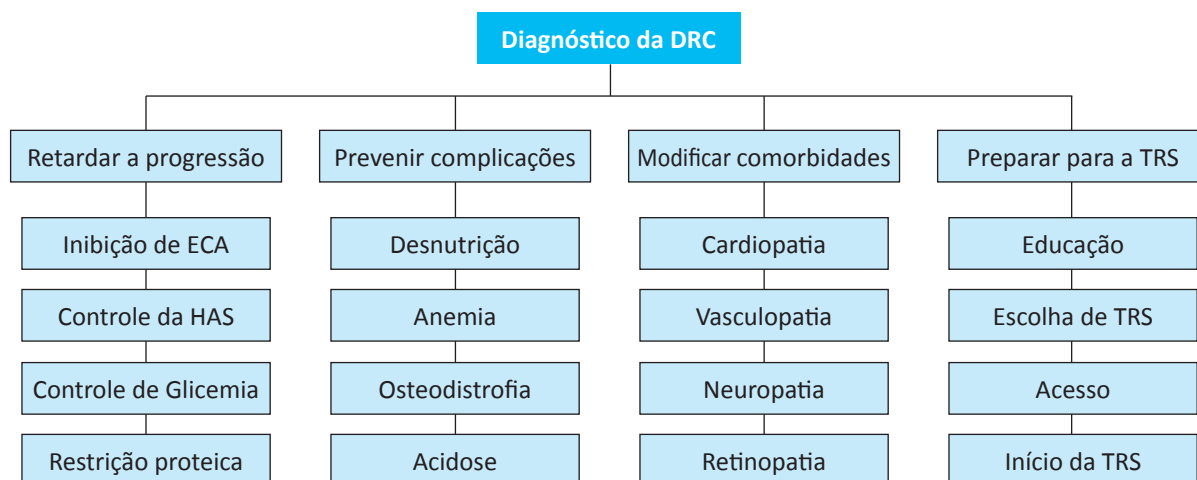 Diagnóstico da DRC
Retardar a progressão
Prevenir complicações
Modificar comorbidades
Preparar para a TRS
Inibição de ECA
Desnutrição
Cardiopatia
Educação
Controle da HAS
Anemia
Vasculopatia
Escolha de TRS
Controle de Glicemia
Osteodistrofia
Neuropatia
Acesso
Restrição proteica
Acidose
Retinopatia
Início da TRS